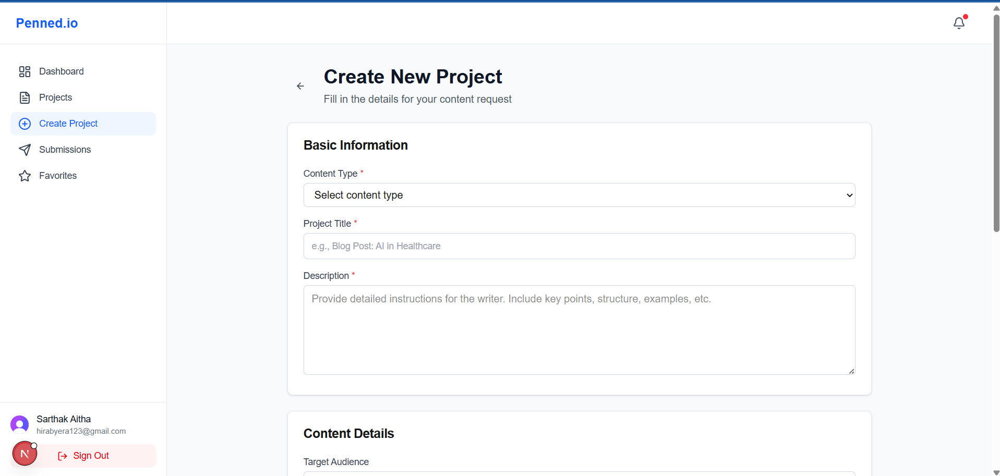 Penned.io
Dashboard
Projects
Create Project
Submissions
Favorites
Sarthak Aitha
hirabyera123@gmail.com
N
Sign Out
Create New Project
Fill in the details for your content request
Basic Information
Content Type *
Select content type
Project Title *
e.g., Blog Post: AI in Healthcare
Description *
Provide detailed instructions for the writer. Include key points, structure, examples, etc.
Content Details
Target Audience